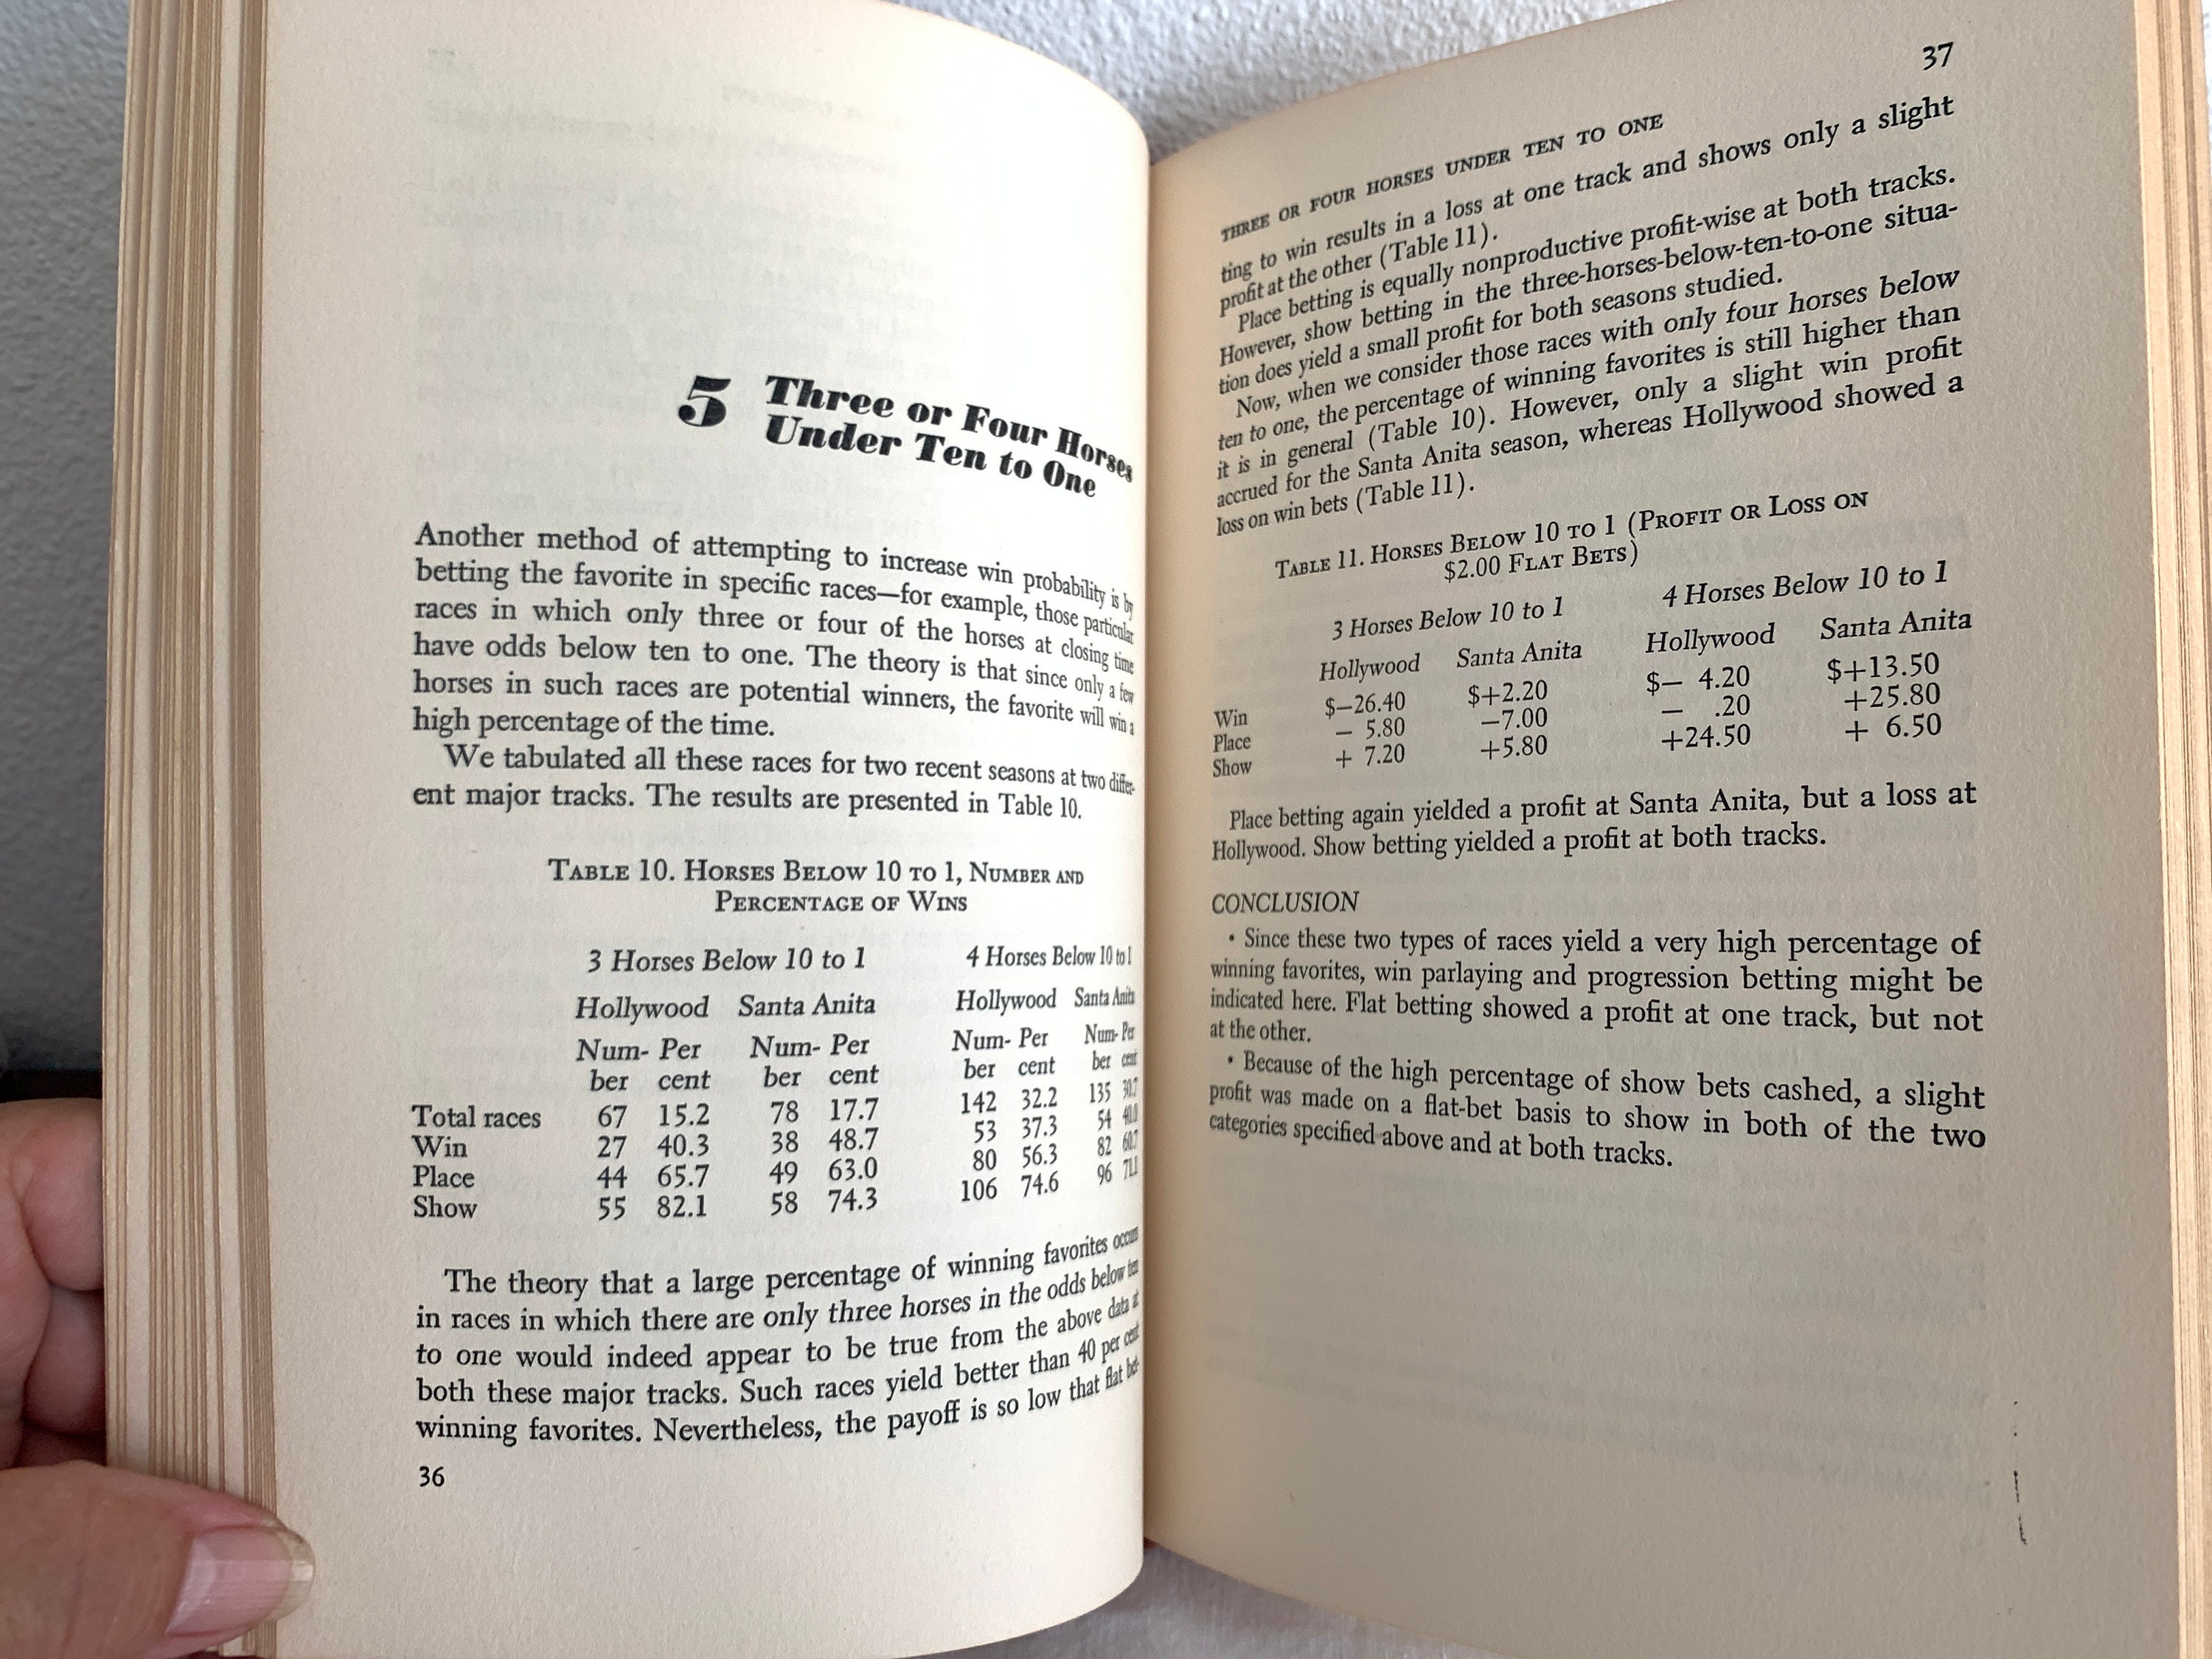 5 Three or Four Horses
Under Ten to One
Another method of attempting to increase win probability is by
betting the favorite in specific races—for example, those particular
races in which only three or four of the horses at closing time
have odds below ten to one. The theory is that since only a few
horses in such races are potential winners, the favorite will win a
high percentage of the time.
We tabulated all these races for two recent seasons at two differ-
ent major tracks. The results are presented in Table 10.
TABLE 10. HORSES BELOW 10 TO 1, NUMBER AND
PERCENTAGE OF WINS
3 Horses Below 10 to 1 4 Horses Below 10 to 1
Hollywood Santa Anita Hollywood Santa Anita
Num- Per Num- Per Num- Per Num- Per
ber cent ber cent ber cent ber cent
Total races 67 15.2 78 17.7 142 32.2 135 30.7
Win 27 40.3 38 48.7 53 37.3 54 40.0
Place 44 65.7 49 63.0 80 56.3 82 60.7
Show 55 82.1 58 74.3 106 74.6 96 71.1
The theory that a large percentage of winning favorites occurs
in races in which there are only three horses in the odds below ten
to one would indeed appear to be true from the above data at
both these major tracks. Such races yield better than 40 per cent
winning favorites. Nevertheless, the payoff is so low that flat bet-
36
37
THREE OR FOUR HORSES UNDER TEN TO ONE
ting to win results in a loss at one track and shows only a slight
profit at the other (Table 11).
Place betting is equally nonproductive profit-wise at both tracks.
However, show betting in the three-horses-below-ten-to-one situa-
tion does yield a small profit for both seasons studied.
Now, when we consider those races with only four horses below
ten to one, the percentage of winning favorites is still higher than
it is in general (Table 10). However, only a slight win profit
accrued for the Santa Anita season, whereas Hollywood showed a
loss on win bets (Table 11).
TABLE 11. HORSES BELOW 10 TO 1 (PROFIT OR LOSS ON
$2.00 FLAT BETS)
3 Horses Below 10 to 1 4 Horses Below 10 to 1
Hollywood Santa Anita Hollywood Santa Anita
Win $−26.40 $+2.20 $− 4.20 $+13.50
Place − 5.80 −7.00 − .20 +25.80
Show + 7.20 +5.80 +24.50 + 6.50
Place betting again yielded a profit at Santa Anita, but a loss at
Hollywood. Show betting yielded a profit at both tracks.
CONCLUSION
• Since these two types of races yield a very high percentage of
winning favorites, win parlaying and progression betting might be
indicated here. Flat betting showed a profit at one track, but not
at the other.
• Because of the high percentage of show bets cashed, a slight
profit was made on a flat-bet basis to show in both of the two
categories specified above and at both tracks.